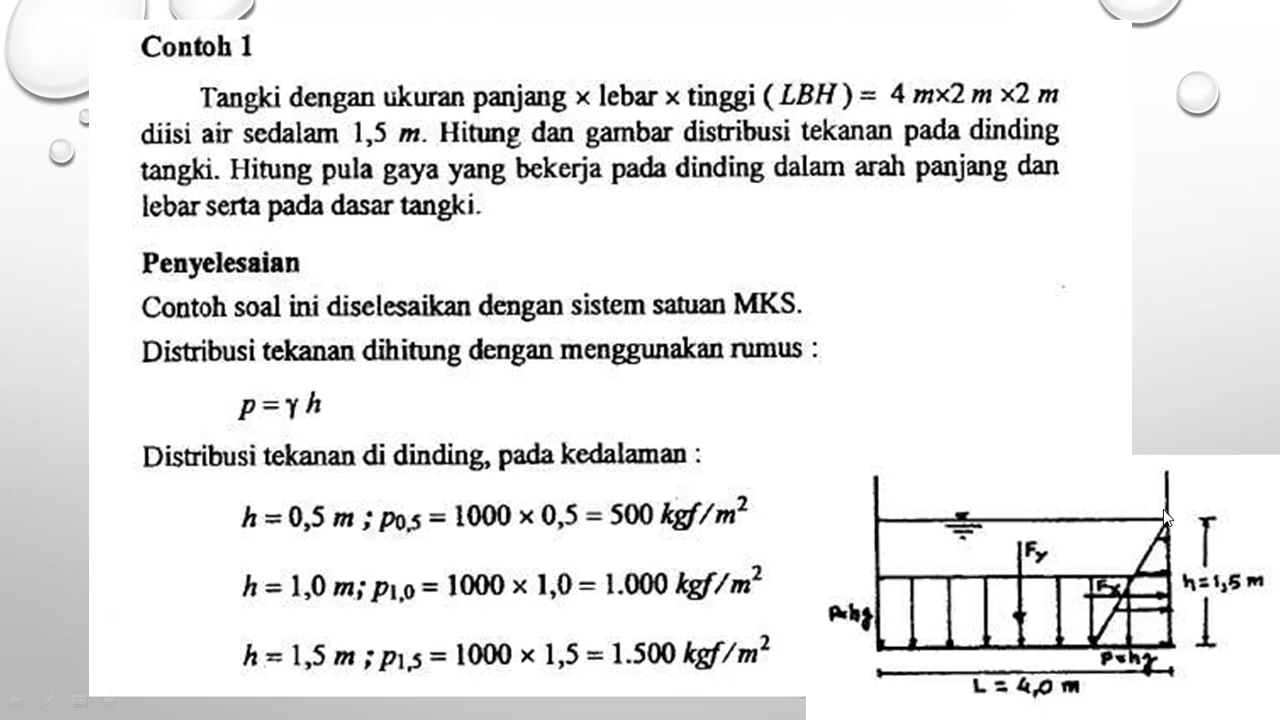 Contoh 1
Tangki dengan ukuran panjang × lebar × tinggi (LBH) = 4 m×2 m ×2 m
diisi air sedalam 1,5 m. Hitung dan gambar distribusi tekanan pada dinding
tangki. Hitung pula gaya yang bekerja pada dinding dalam arah panjang dan
lebar serta pada dasar tangki.
Penyelesaian
Contoh soal ini diselesaikan dengan sistem satuan MKS.
Distribusi tekanan dihitung dengan menggunakan rumus :
p = γ h
Distribusi tekanan di dinding, pada kedalaman :
h = 0,5 m ; p0,5 = 1000 × 0,5 = 500 kgf/m²
h = 1,0 m; p1,0 = 1000 × 1,0 = 1.000 kgf/m²
h = 1,5 m ; p1,5 = 1000 × 1,5 = 1.500 kgf/m²
Fy
Fx
h = 1,5 m
L = 4,0 m